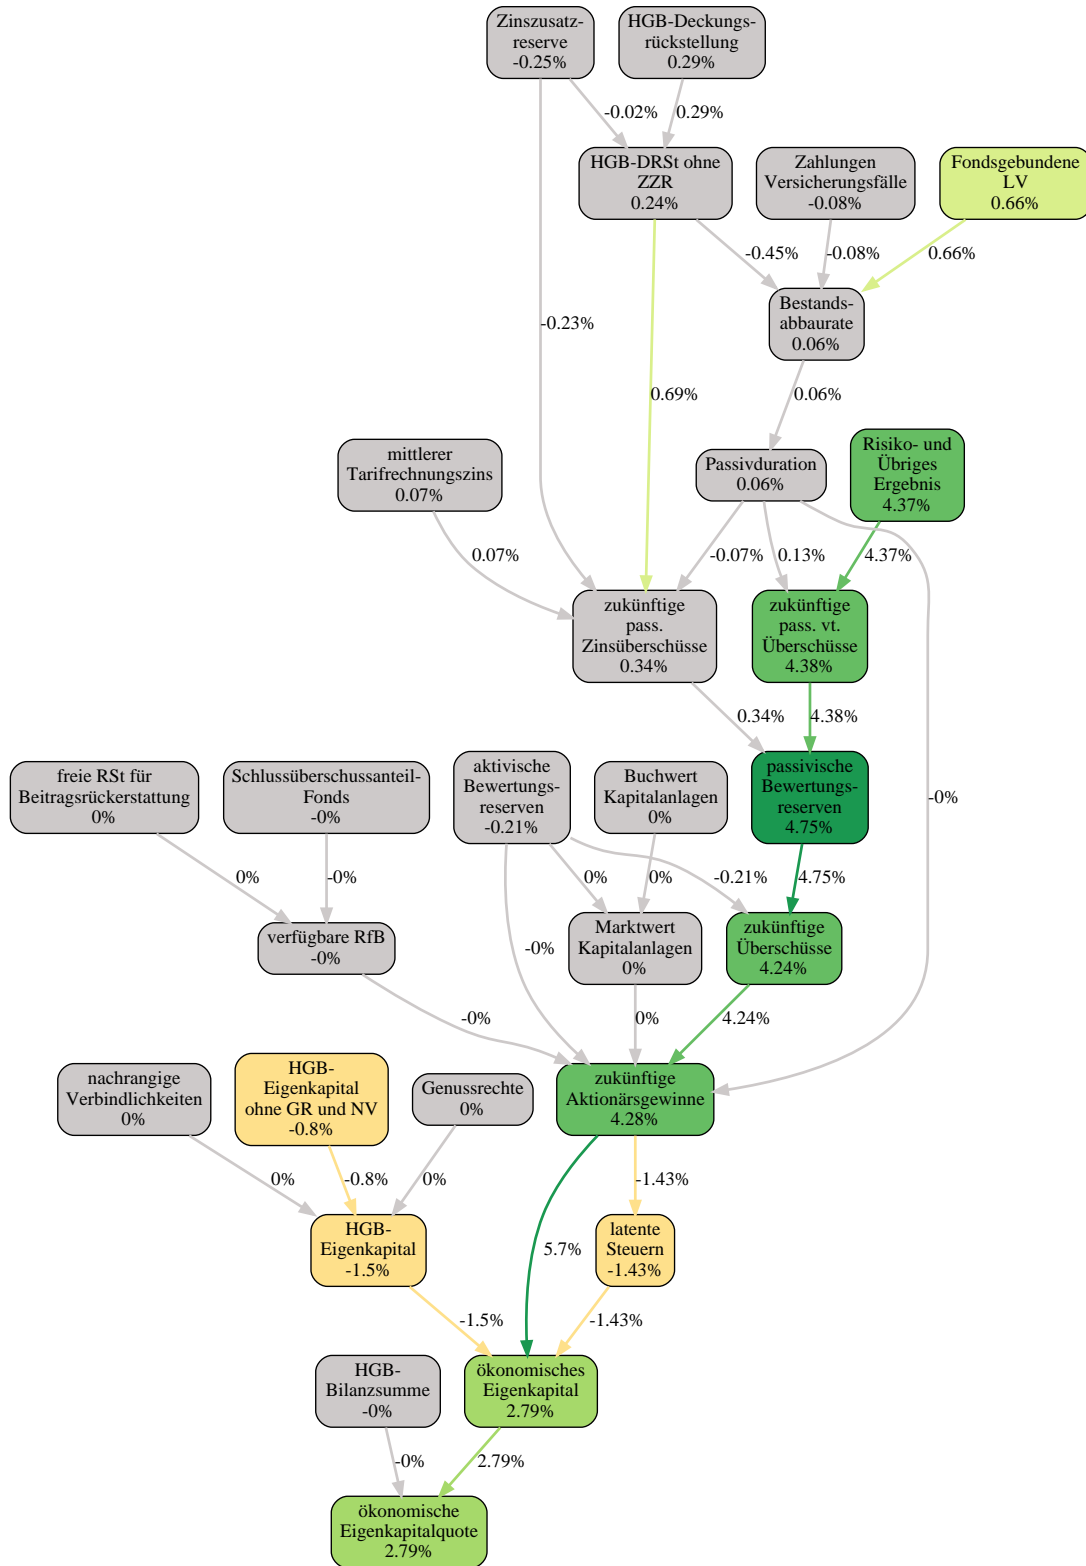 Zinszusatz-
reserve
-0.25%
HGB-Deckungs-
rückstellung
0.29%
-0.02%
0.29%
HGB-DRSt ohne
ZZR
0.24%
Zahlungen
Versicherungsfälle
-0.08%
Fondsgebundene
LV
0.66%
-0.45%
-0.08%
0.66%
Bestands-
abbaurate
0.06%
-0.23%
0.69%
0.06%
mittlerer
Tarifrechnungszins
0.07%
Passivduration
0.06%
Risiko- und
Übriges
Ergebnis
4.37%
0.07%
-0.07%
0.13%
4.37%
zukünftige
pass.
Zinsüberschüsse
0.34%
zukünftige
pass. vt.
Überschüsse
4.38%
0.34%
4.38%
freie RSt für
Beitragsrückerstattung
0%
Schlussüberschussanteil-
Fonds
-0%
aktivische
Bewertungs-
reserven
-0.21%
Buchwert
Kapitalanlagen
0%
passivische
Bewertungs-
reserven
4.75%
-0%
0%
-0%
0%
0%
-0.21%
4.75%
verfügbare RfB
-0%
-0%
Marktwert
Kapitalanlagen
0%
zukünftige
Überschüsse
4.24%
-0%
0%
4.24%
nachrangige
Verbindlichkeiten
0%
HGB-
Eigenkapital
ohne GR und NV
-0.8%
Genussrechte
0%
zukünftige
Aktionärsgewinne
4.28%
0%
-0.8%
0%
-1.43%
HGB-
Eigenkapital
-1.5%
5.7%
latente
Steuern
-1.43%
-1.5%
-1.43%
HGB-
Bilanzsumme
-0%
ökonomisches
Eigenkapital
2.79%
-0%
2.79%
ökonomische
Eigenkapitalquote
2.79%